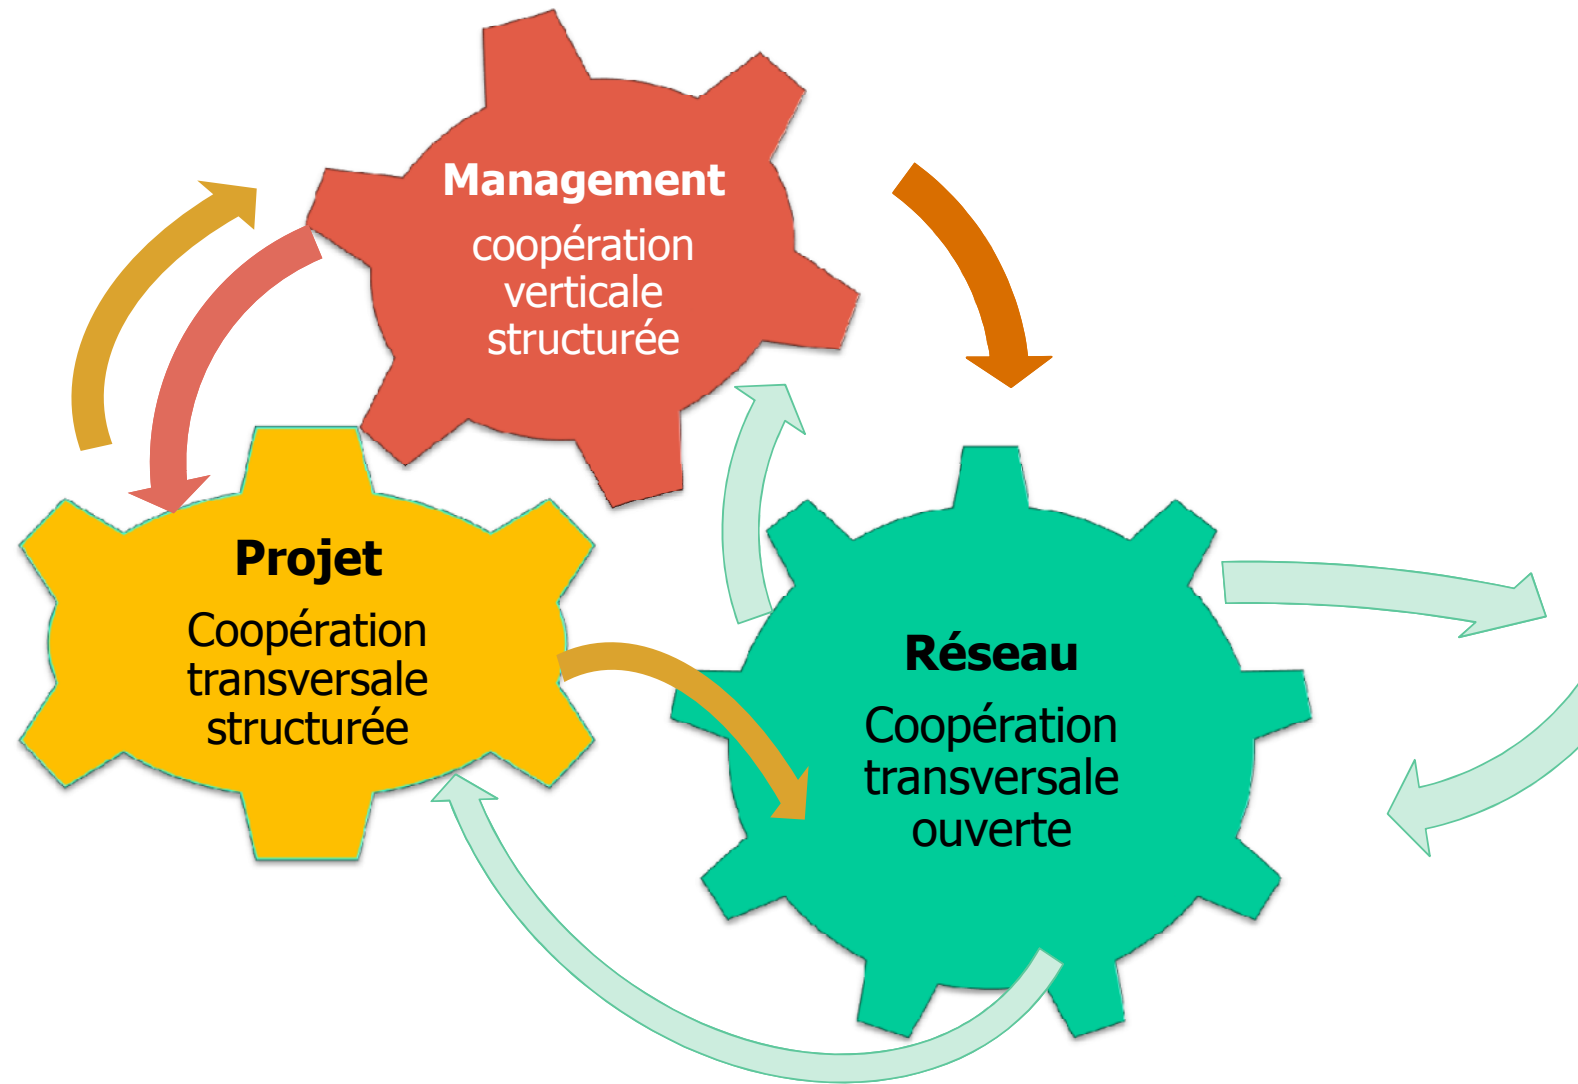 Management
coopération
verticale
structurée
Projet
Coopération
transversale
structurée
Réseau
Coopération
transversale
ouverte